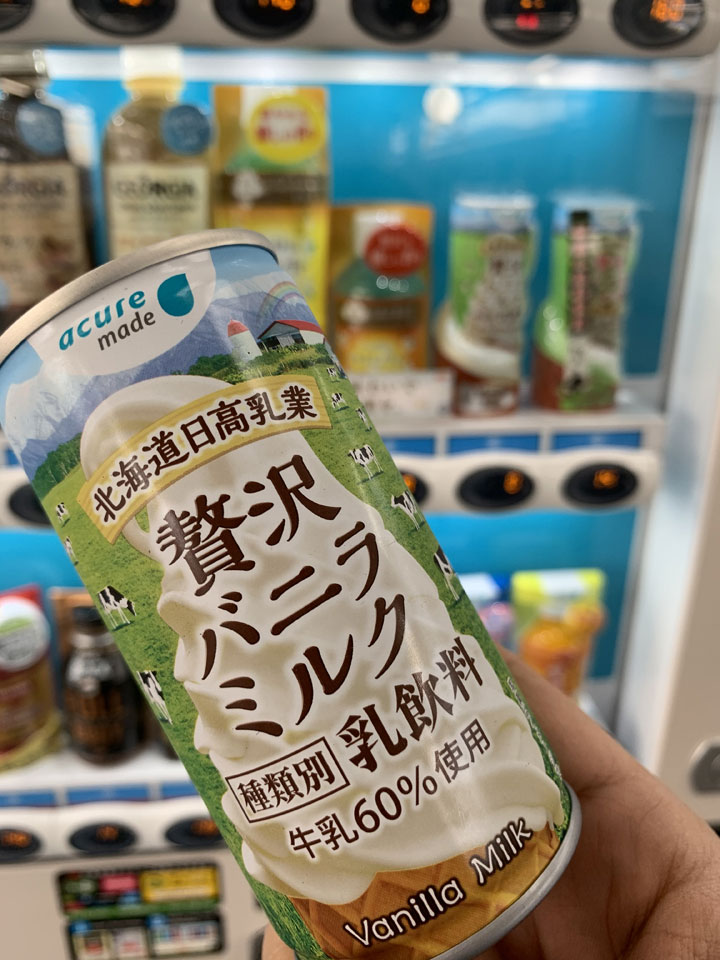 GEORGIA
acure
made
北海道日高乳業
贅沢
バニラ
ミルク
種類別 乳飲料
牛乳60%使用
Vanilla Milk